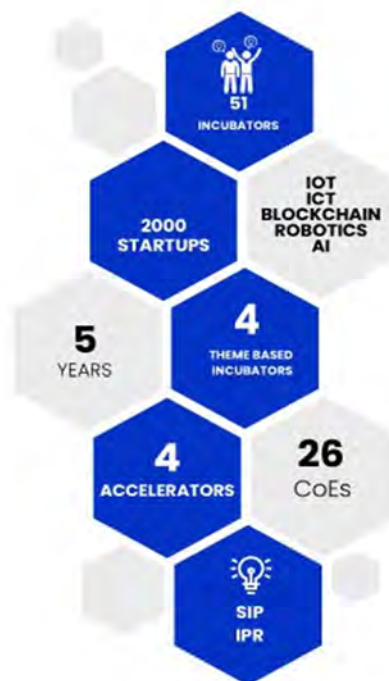 51
INCUBATORS
2000
STARTUPS
IOT
ICT
BLOCKCHAIN
ROBOTICS
AI
5
YEARS
4
THEME BASED
INCUBATORS
4
ACCELERATORS
26
CoEs
SIP
IPR